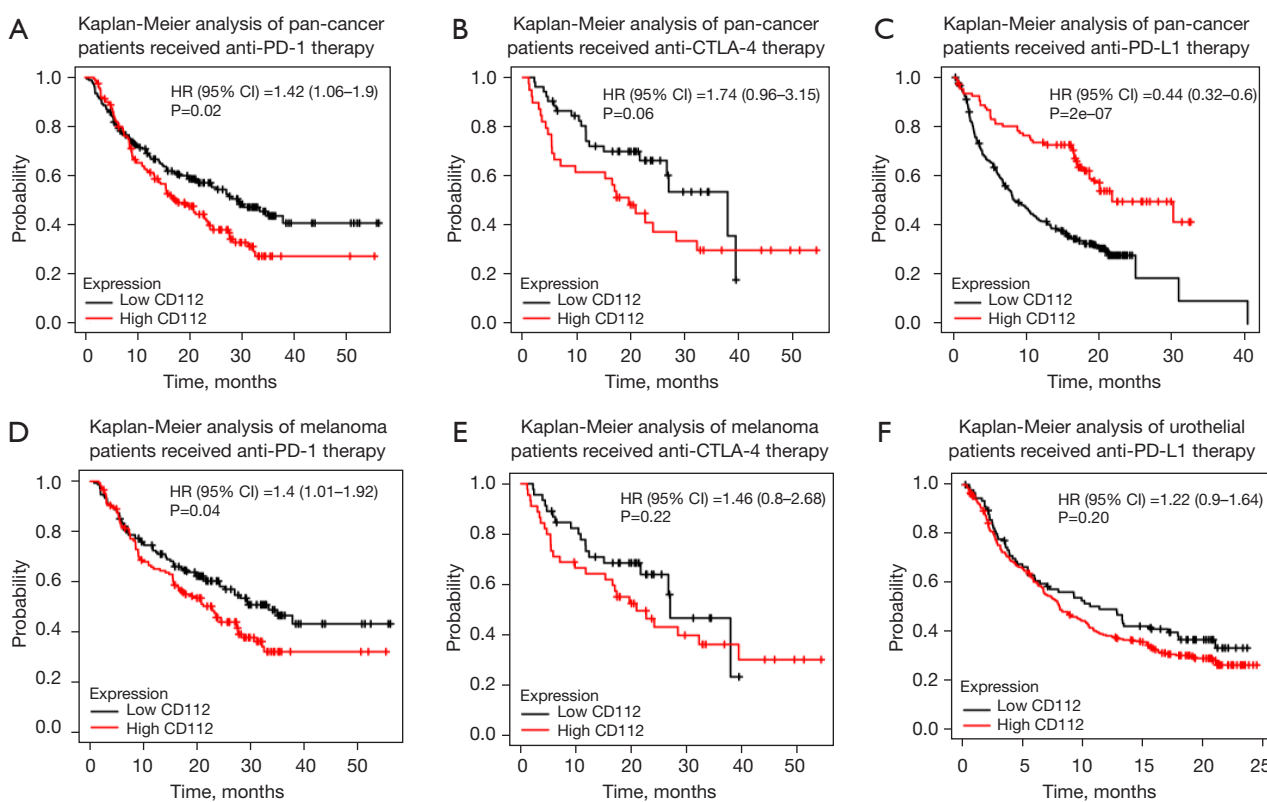 A
Kaplan-Meier analysis of pan-cancer
patients received anti-PD-1 therapy
HR (95% CI) =1.42 (1.06–1.9)
P=0.02
Probability
1.0
0.8
0.6
0.4
0.2
0.0
Expression
Low CD112
High CD112
0 10 20 30 40 50
Time, months
B
Kaplan-Meier analysis of pan-cancer
patients received anti-CTLA-4 therapy
HR (95% CI) =1.74 (0.96–3.15)
P=0.06
Probability
1.0
0.8
0.6
0.4
0.2
0.0
Expression
Low CD112
High CD112
0 10 20 30 40 50
Time, months
C
Kaplan-Meier analysis of pan-cancer
patients received anti-PD-L1 therapy
HR (95% CI) =0.44 (0.32–0.6)
P=2e–07
Probability
1.0
0.8
0.6
0.4
0.2
0.0
Expression
Low CD112
High CD112
0 10 20 30 40
Time, months
D
Kaplan-Meier analysis of melanoma
patients received anti-PD-1 therapy
HR (95% CI) =1.4 (1.01–1.92)
P=0.04
Probability
1.0
0.8
0.6
0.4
0.2
0.0
Expression
Low CD112
High CD112
0 10 20 30 40 50
Time, months
E
Kaplan-Meier analysis of melanoma
patients received anti-CTLA-4 therapy
HR (95% CI) =1.46 (0.8–2.68)
P=0.22
Probability
1.0
0.8
0.6
0.4
0.2
0.0
Expression
Low CD112
High CD112
0 10 20 30 40 50
Time, months
F
Kaplan-Meier analysis of urothelial
patients received anti-PD-L1 therapy
HR (95% CI) =1.22 (0.9–1.64)
P=0.20
Probability
1.0
0.8
0.6
0.4
0.2
0.0
Expression
Low CD112
High CD112
0 5 10 15 20 25
Time, months